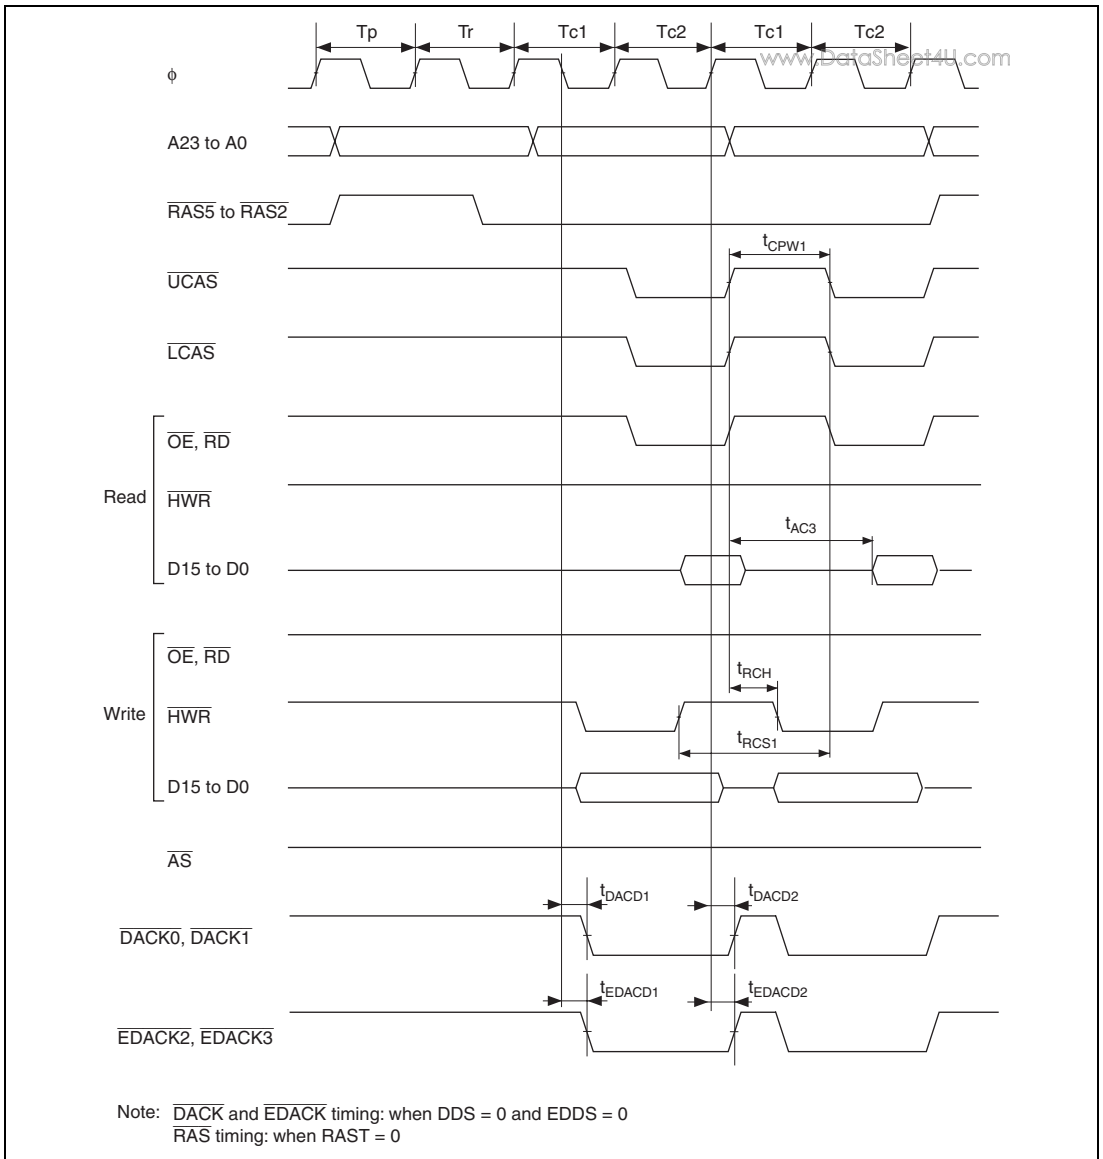 Tp Tr Tc1 Tc2 Tc1 Tc2
www.DataSheet4U.com
ϕ
A23 to A0
RAS5 to RAS2
tCPW1
UCAS
LCAS
OE, RD
Read
HWR
tAC3
D15 to D0
OE, RD
tRCH
Write
HWR
tRCS1
D15 to D0
AS
tDACD1 tDACD2
DACK0, DACK1
tEDACD1 tEDACD2
EDACK2, EDACK3
Note: DACK and EDACK timing: when DDS = 0 and EDDS = 0
RAS timing: when RAST = 0